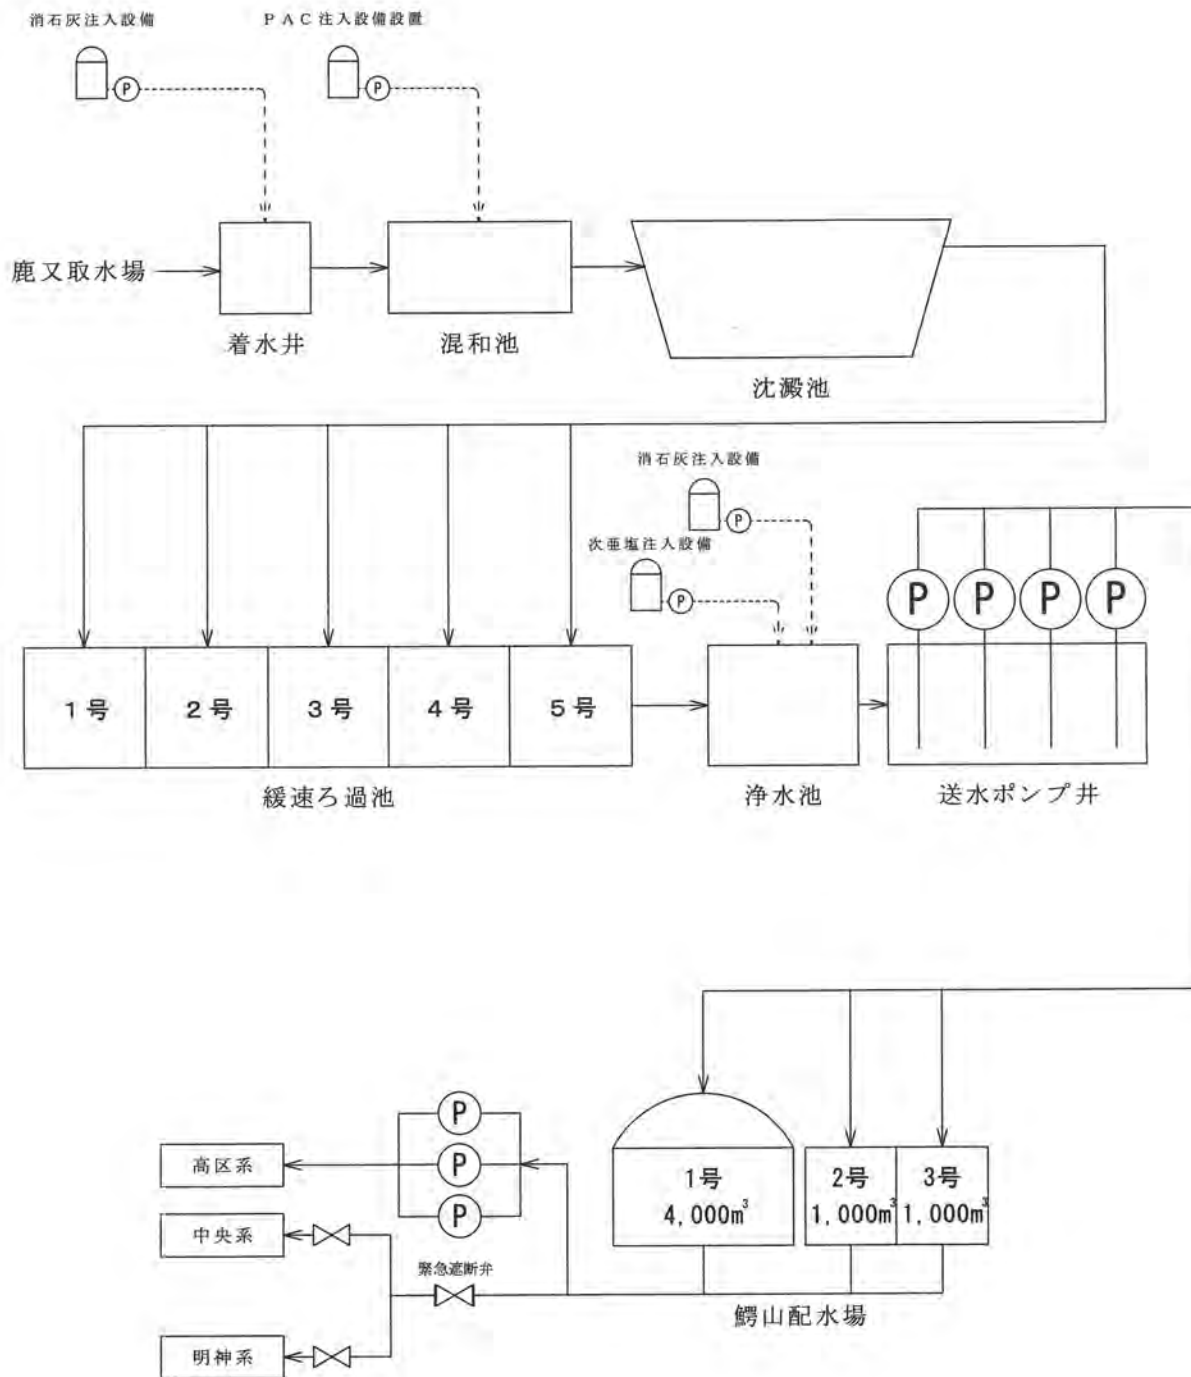 消石灰注入設備
PAC注入設備設置
P
P
鹿又取水場
着水井
混和池
沈澱池
消石灰注入設備
P
次亜塩注入設備
P
P
P
P
P
1号
2号
3号
4号
5号
緩速ろ過池
浄水池
送水ポンプ井
P
P
P
高区系
中央系
明神系
緊急遮断弁
1号
4,000m³
2号
1,000m³
3号
1,000m³
鰐山配水場